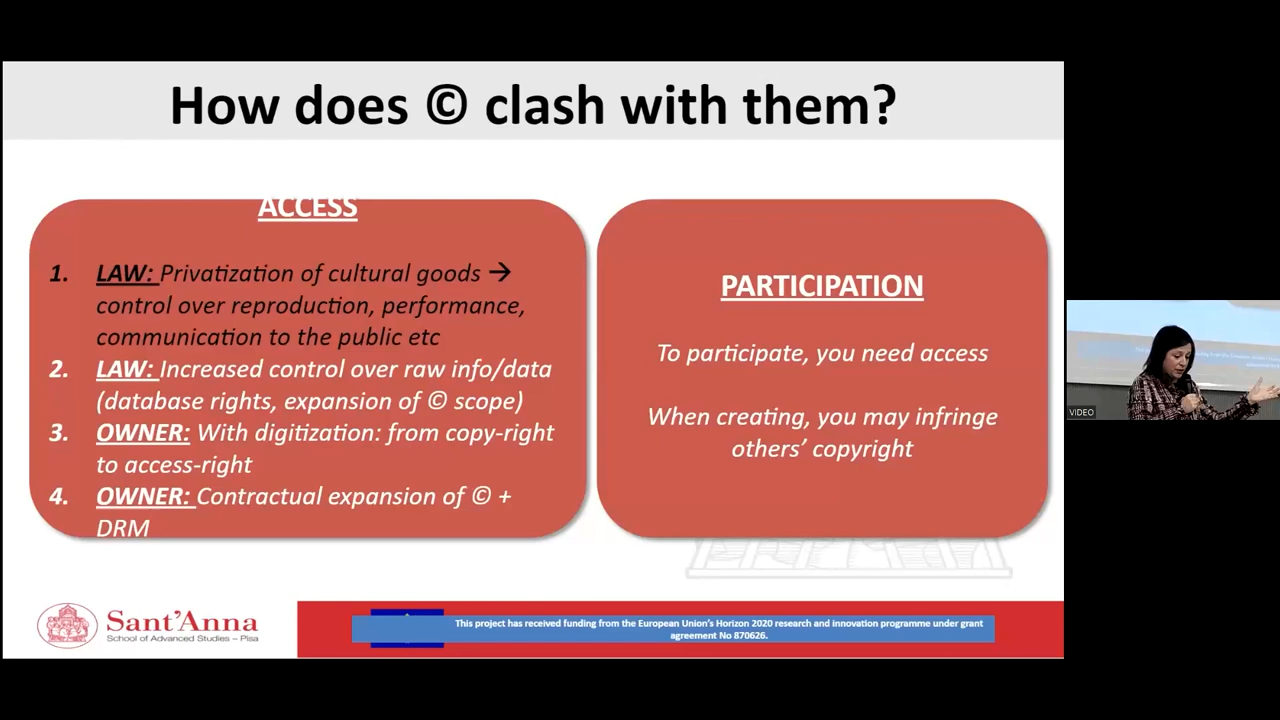 How does © clash with them?
ACCESS
1. LAW: Privatization of cultural goods →
control over reproduction, performance,
communication to the public etc
2. LAW: Increased control over raw info/data
(database rights, expansion of © scope)
3. OWNER: With digitization: from copy-right
to access-right
4. OWNER: Contractual expansion of © +
DRM
PARTICIPATION
To participate, you need access
When creating, you may infringe
others’ copyright
VIDEO
Sant'Anna
School of Advanced Studies – Pisa
This project has received funding from the European Union's Horizon 2020 research and innovation programme under grant
agreement No 870626.